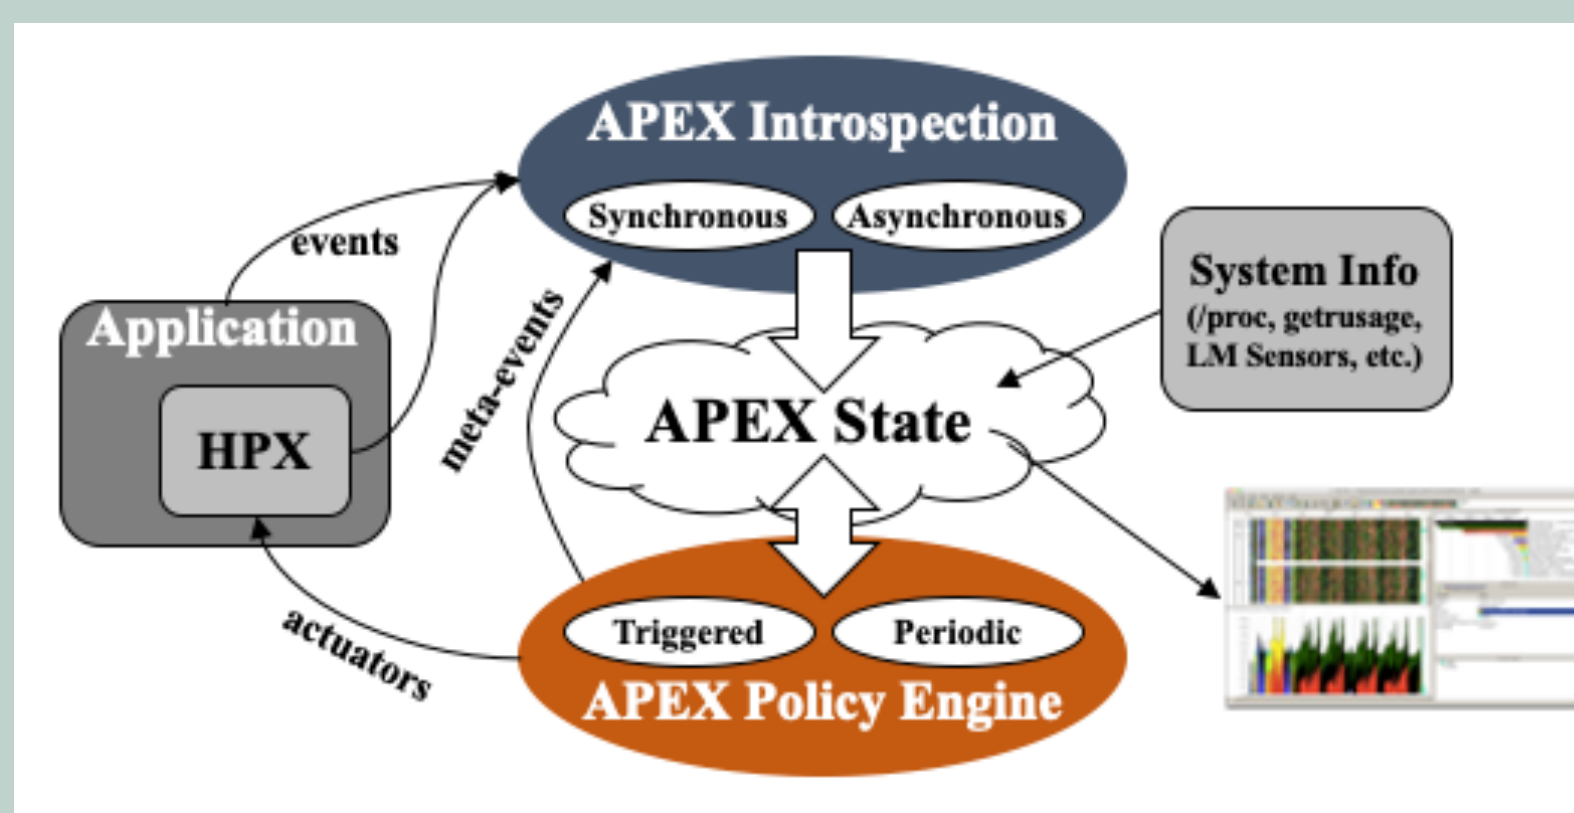 APEX Introspection
Synchronous
Asynchronous
events
System Info
(/proc, getrusage,
LM Sensors, etc.)
Application
meta-events
HPX
APEX State
actuators
Triggered
Periodic
APEX Policy Engine